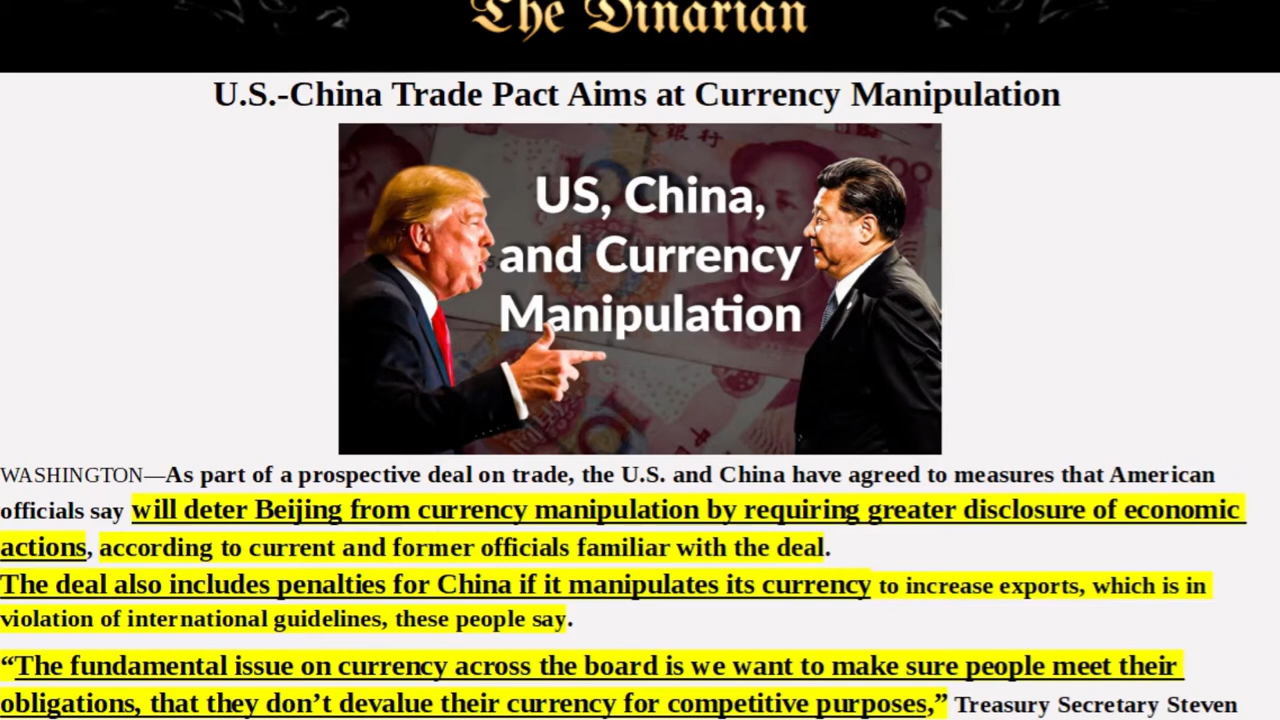 The Dinarian
U.S.-China Trade Pact Aims at Currency Manipulation
US, China,
and Currency
Manipulation
WASHINGTON—As part of a prospective deal on trade, the U.S. and China have agreed to measures that American
officials say will deter Beijing from currency manipulation by requiring greater disclosure of economic
actions, according to current and former officials familiar with the deal.
The deal also includes penalties for China if it manipulates its currency to increase exports, which is in
violation of international guidelines, these people say.
“The fundamental issue on currency across the board is we want to make sure people meet their
obligations, that they don’t devalue their currency for competitive purposes,” Treasury Secretary Steven